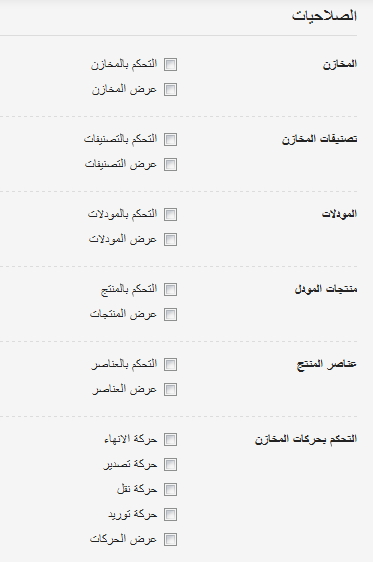 الصلاحيات
المخازن
التحكم بالمخازن
عرض المخازن
تصنيفات المخازن
التحكم بالتصنيفات
عرض التصنيفات
المودلات
التحكم بالمودلات
عرض المودلات
منتجات المودل
التحكم بالمنتج
عرض المنتجات
عناصر المنتج
التحكم بالعناصر
عرض العناصر
التحكم بحركات المخازن
حركة الانهاء
حركة تصدير
حركة نقل
حركة توريد
عرض الحركات